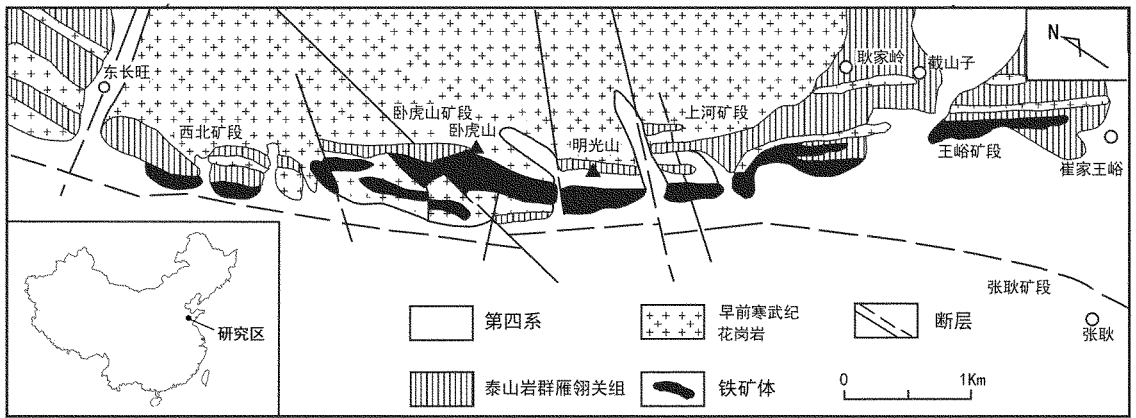 N
东长旺
耿家岭
截山子
西北矿段
卧虎山矿段
卧虎山
上河矿段
明光山
王峪矿段
崔家王峪
张耿矿段
张耿
研究区
第四系
早前寒武纪
花岗岩
断层
泰山岩群雁翎关组
铁矿体
0
1Km